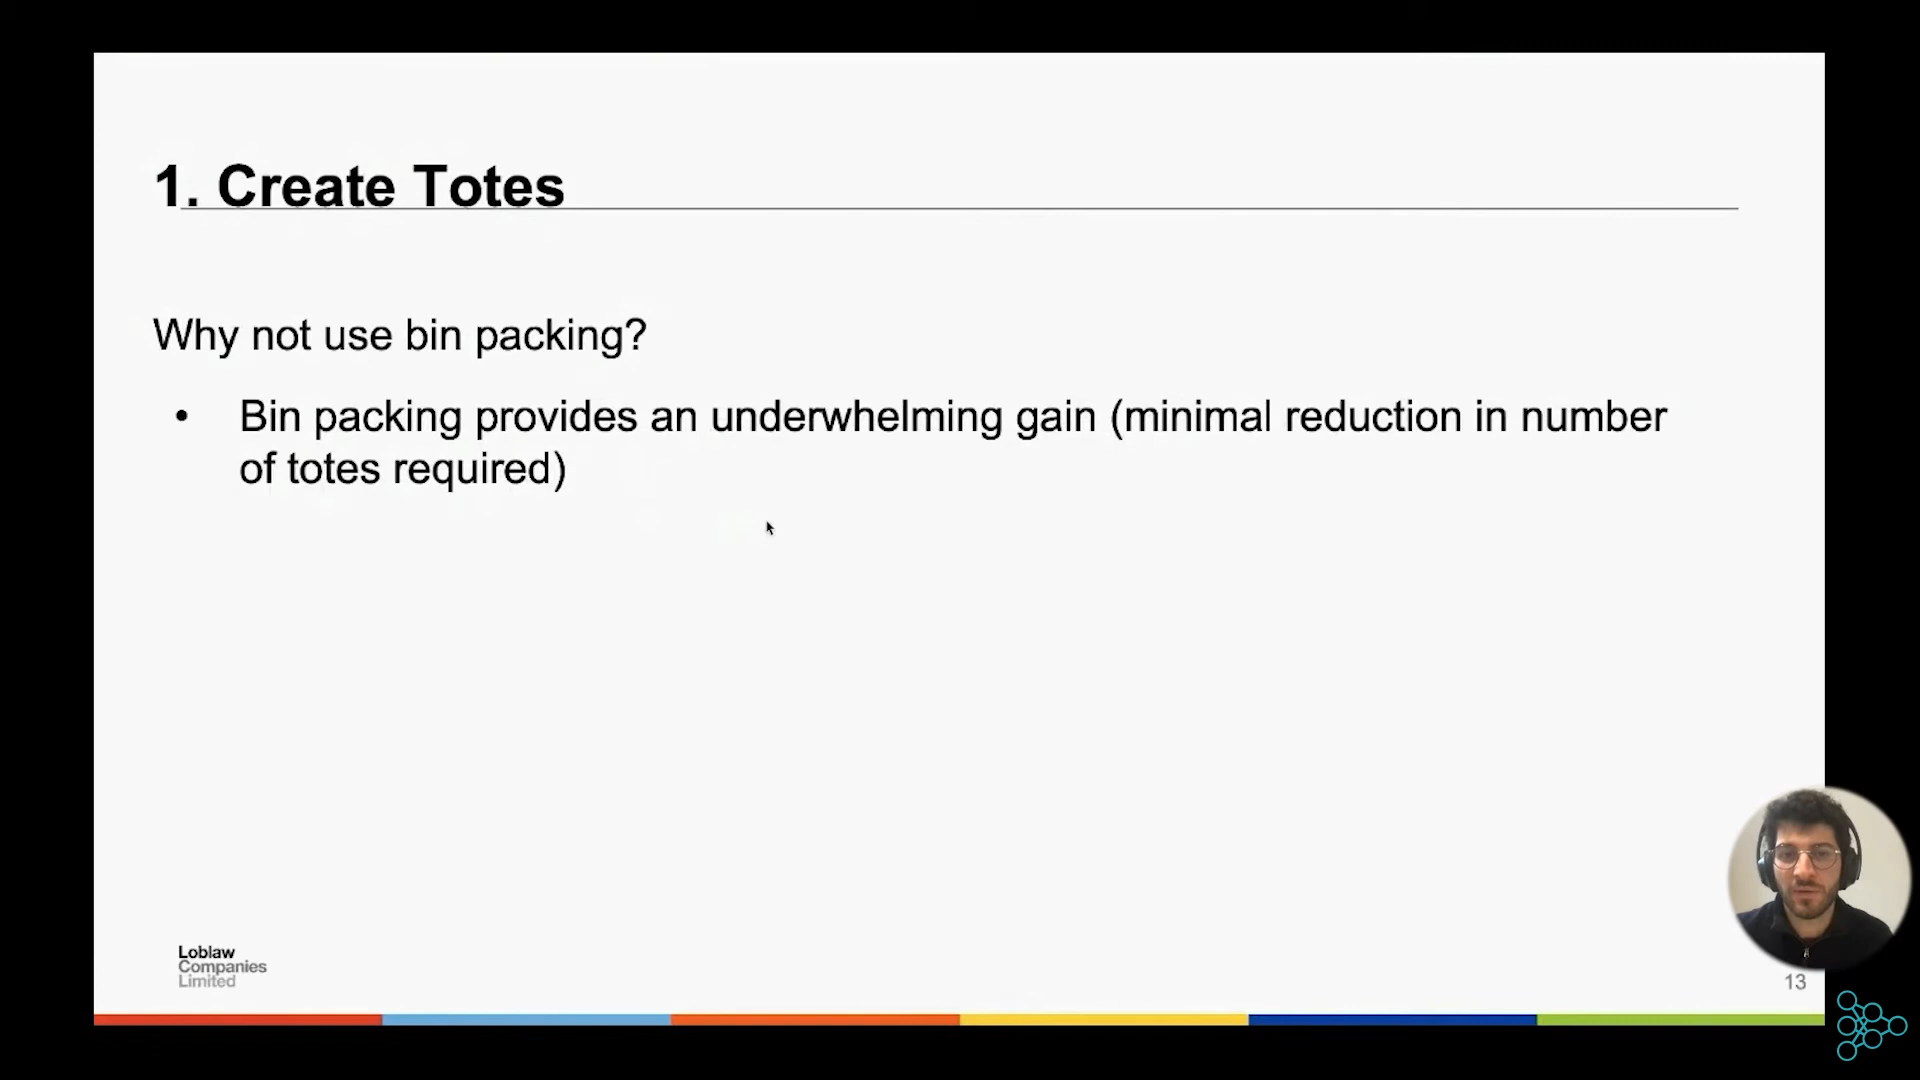 1. Create Totes
Why not use bin packing?
• Bin packing provides an underwhelming gain (minimal reduction in number
of totes required)
Loblaw
Companies
Limited
13